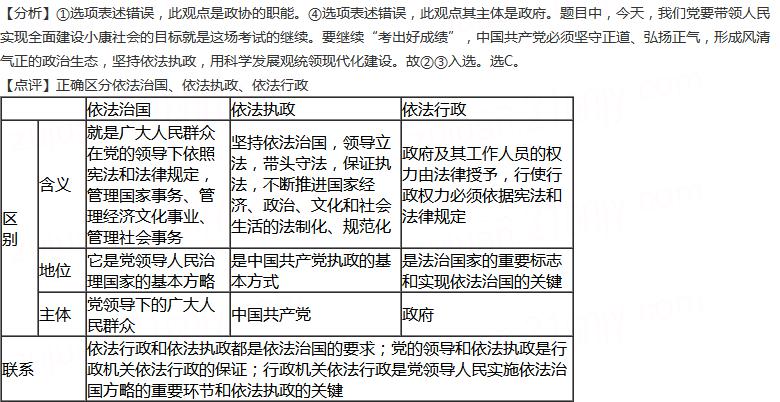 【分析】①选项表述错误，此观点是政协的职能。④选项表述错误，此观点其主体是政府。题目中，今天，我们党要带领人民
实现全面建设小康社会的目标就是这场考试的继续。要继续“考出好成绩”，中国共产党必须坚守正道、弘扬正气，形成风清
气正的政治生态，坚持依法执政，用科学发展观统领现代化建设。故②③入选。选C。
【点评】正确区分依法治国、依法执政、依法行政
依法治国 依法执政 依法行政
区别
含义
就是广大人民群众
在党的领导下依照
宪法和法律规定，
管理国家事务、管
理经济文化事业、
管理社会事务
坚持依法治国，领导立
法，带头守法，保证执
法，不断推进国家经
济、政治、文化和社会
生活的法制化、规范化
政府及其工作人员的权
力由法律授予，行使行
政权力必须依据宪法和
法律规定
地位
它是党领导人民治
理国家的基本方略
是中国共产党执政的基
本方式
是法治国家的重要标志
和实现依法治国的关键
主体
党领导下的广大人
民群众
中国共产党
政府
联系
依法行政和依法执政都是依法治国的要求；党的领导和依法执政是行
政机关依法行政的保证；行政机关依法行政是党领导人民实施依法治
国方略的重要环节和依法执政的关键